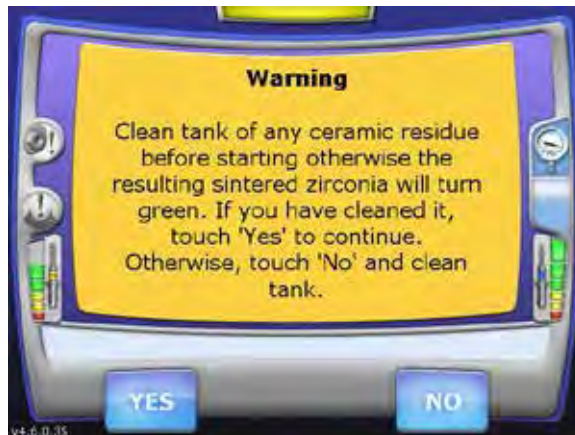 Warning
Clean tank of any ceramic residue
before starting otherwise the
resulting sintered zirconia will turn
green. If you have cleaned it,
touch 'Yes' to continue.
Otherwise, touch 'No' and clean
tank.
YES
NO
v4.6.0.35